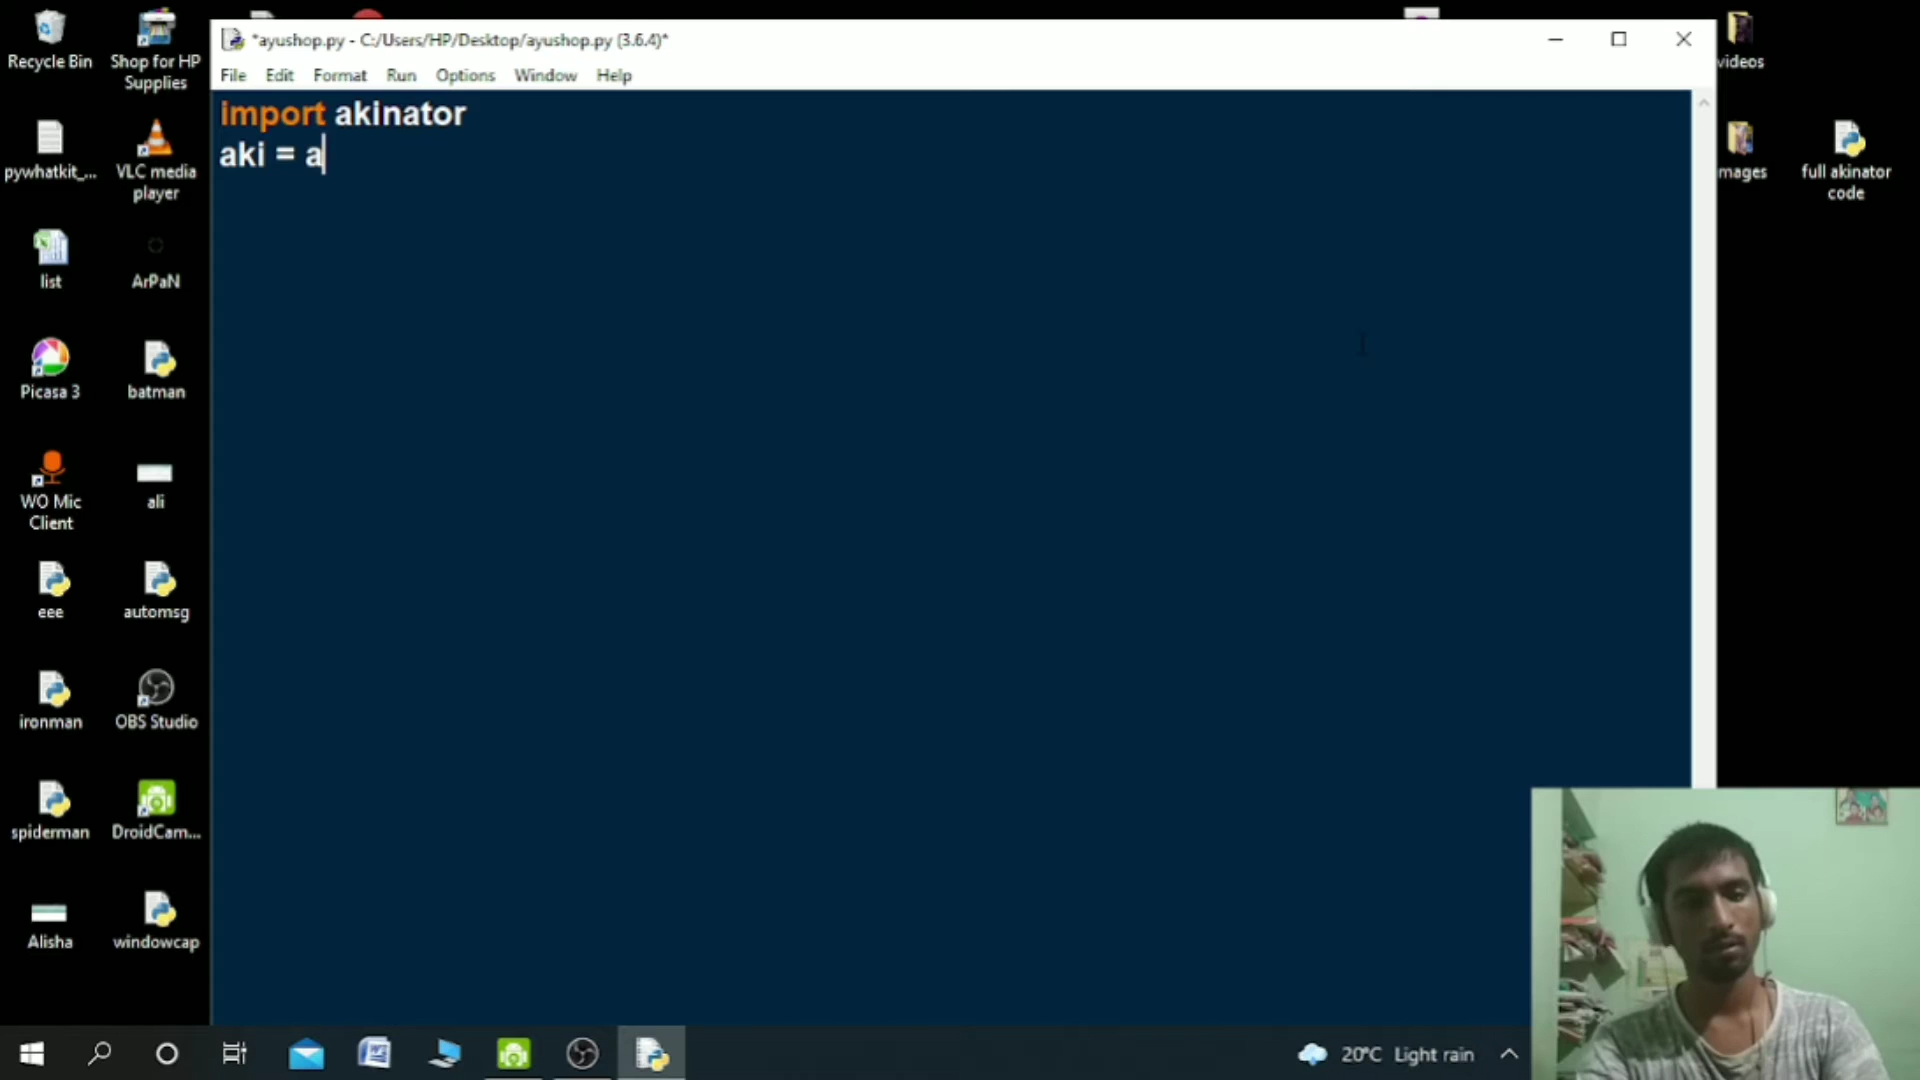 *ayushop.py - C:/Users/HP/Desktop/ayushop.py (3.6.4)*
File Edit Format Run Options Window Help
import akinator
aki = a
Recycle Bin
Shop for HP
Supplies
pywhatkit_...
VLC media
player
list
ArPaN
Picasa 3
batman
WO Mic
Client
ali
eee
automsg
ironman
OBS Studio
spiderman
DroidCam...
Alisha
windowcap
videos
mages
full akinator
code
20°C Light rain